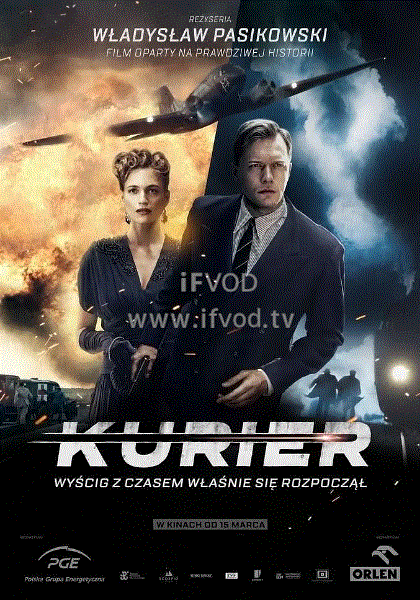 REŻYSERIA
WŁADYSŁAW PASIKOWSKI
FILM OPARTY NA PRAWDZIWEJ HISTORII
iFVOD
www.ifvod.tv
KURIER
WYŚCIG Z CZASEM WŁAŚNIE SIĘ ROZPOCZĄŁ
W KINACH OD 15 MARCA
PGE
Polska Grupa Energetyczna
ORLEN